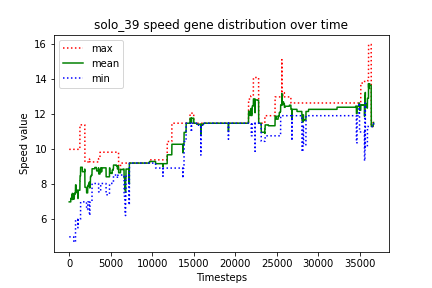 solo_39 speed gene distribution over time
max
mean
min
Speed value
16
14
12
10
8
6
0
5000
10000
15000
20000
25000
30000
35000
Timesteps